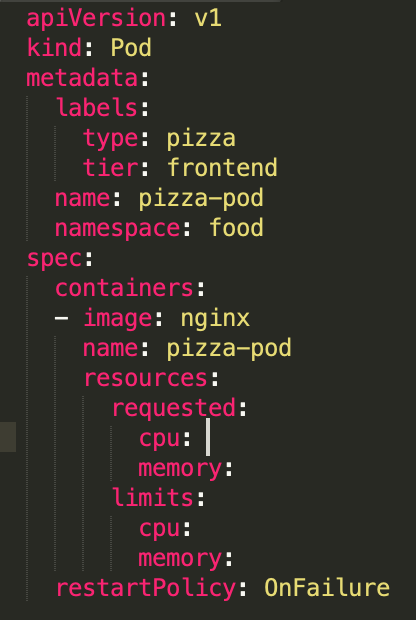 apiVersion: v1
kind: Pod
metadata:
  labels:
    type: pizza
    tier: frontend
  name: pizza-pod
  namespace: food
spec:
  containers:
  - image: nginx
    name: pizza-pod
    resources:
      requested:
        cpu:
        memory:
      limits:
        cpu:
        memory:
  restartPolicy: OnFailure